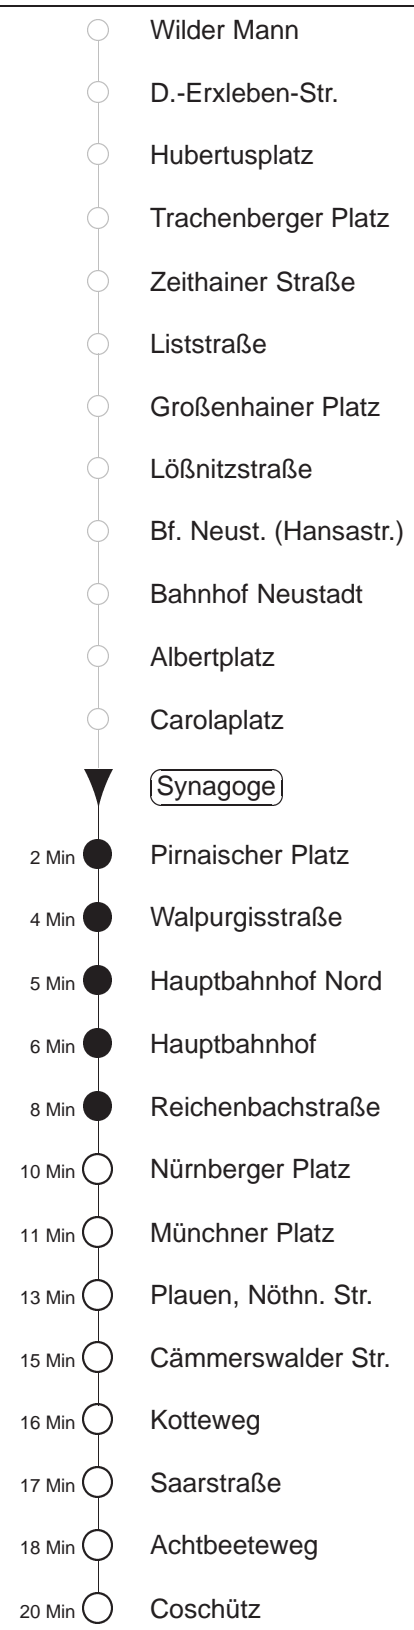 Wilder Mann
D.-Erxleben-Str.
Hubertusplatz
Trachenberger Platz
Zeithainer Straße
Liststraße
Großenhainer Platz
Lößnitzstraße
Bf. Neust. (Hansastr.)
Bahnhof Neustadt
Albertplatz
Carolaplatz
Synagoge
2 Min Pirnaischer Platz
4 Min Walpurgisstraße
5 Min Hauptbahnhof Nord
6 Min Hauptbahnhof
8 Min Reichenbachstraße
10 Min Nürnberger Platz
11 Min Münchner Platz
13 Min Plauen, Nöthn. Str.
15 Min Cämmerswalder Str.
16 Min Kotteweg
17 Min Saarstraße
18 Min Achtbeeteweg
20 Min Coschütz